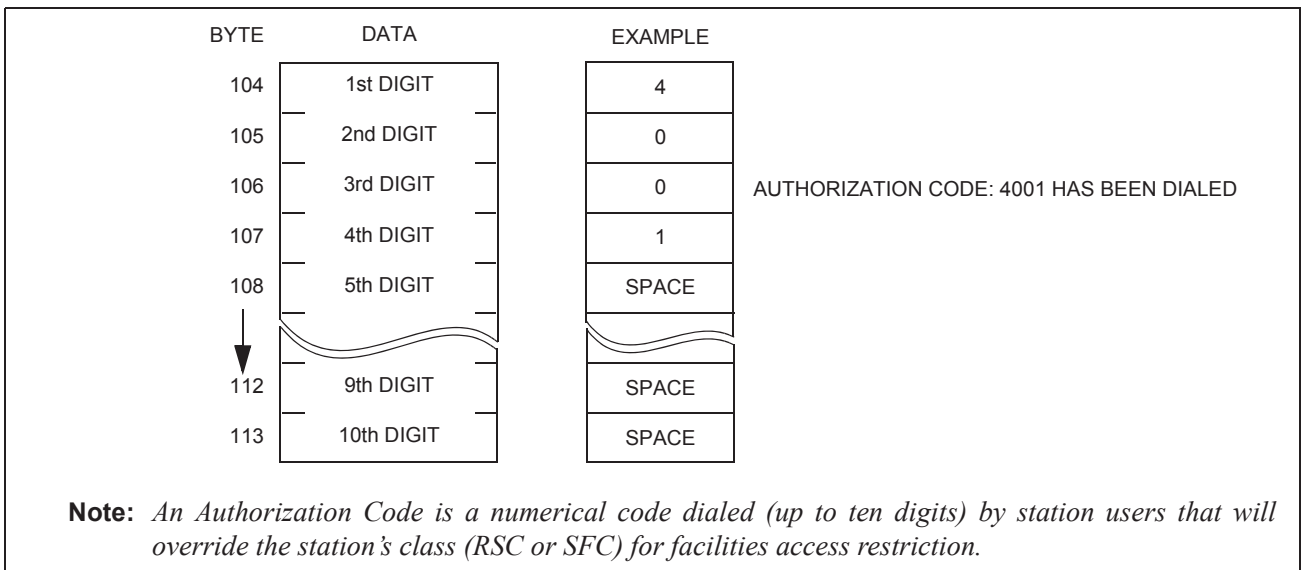 BYTE DATA EXAMPLE
104 1st DIGIT 4
105 2nd DIGIT 0
106 3rd DIGIT 0 AUTHORIZATION CODE: 4001 HAS BEEN DIALED
107 4th DIGIT 1
108 5th DIGIT SPACE
112 9th DIGIT SPACE
113 10th DIGIT SPACE
Note: An Authorization Code is a numerical code dialed (up to ten digits) by station users that will
override the station's class (RSC or SFC) for facilities access restriction.